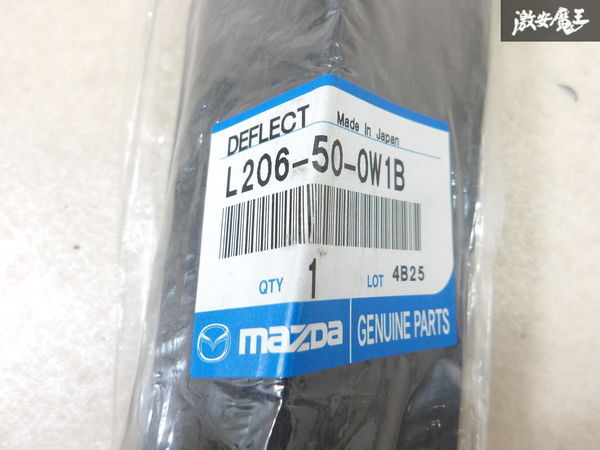 激安魔王
DEFLECT Made In Japan
L206-50-0W1B
QTY 1 LOT 4B25
mazda GENUINE PARTS